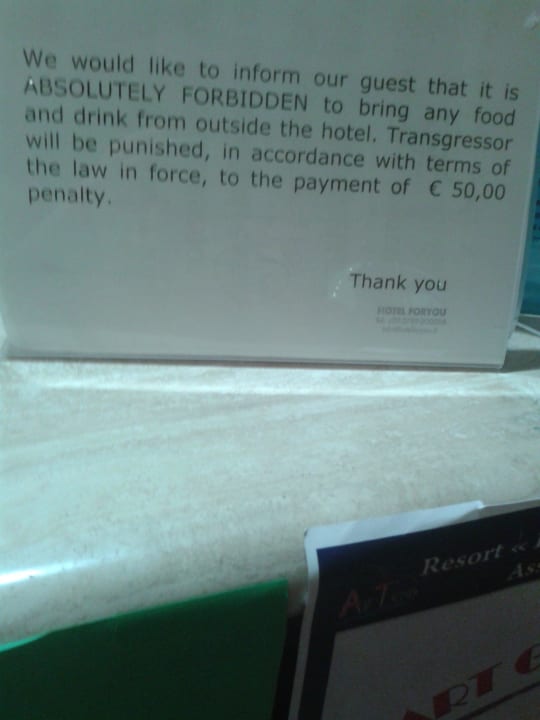 We would like to inform our guest that it is
ABSOLUTELY FORBIDDEN to bring any food
and drink from outside the hotel. Transgressor
will be punished, in accordance with terms of
the law in force, to the payment of € 50,00
penalty.
Thank you
HOTEL FORYOU
Resort «
Ass
ART